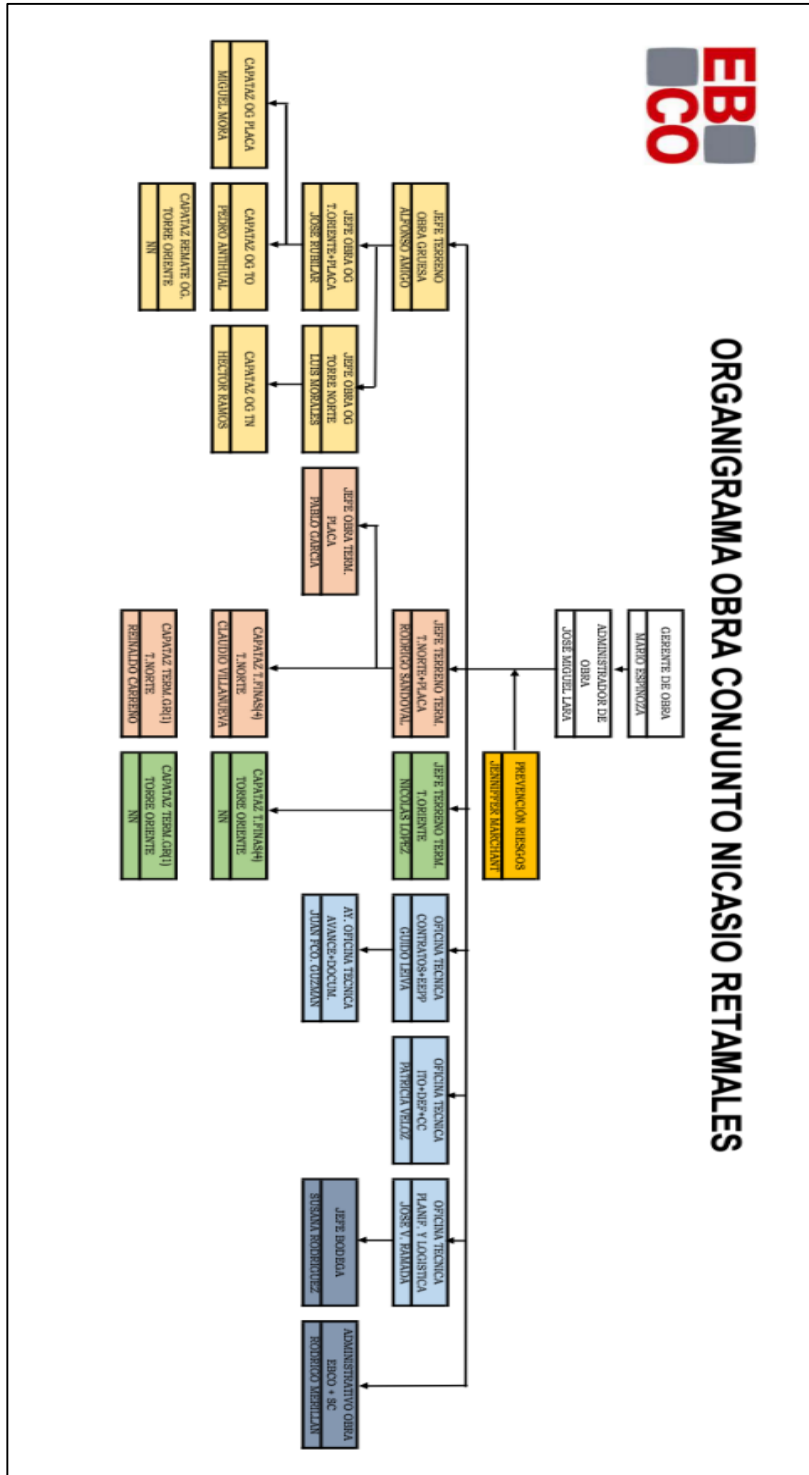 EB
CO
ORGANIGRAMA OBRA CONJUNTO NICASIO RETAMALES
GERENTE DE OBRA
MARIO ESPINOZA
ADMINISTRADOR DE
OBRA
JOSÉ MIGUEL LARA
PREVENCIÓN RIESGOS
JENNIFFER MARCHANT
JEFE TERRENO
OBRA GRUESA
ALFONSO AMIGO
JEFE TERRENO TERM.
T.NORTE+PLACA
RODRIGO SANDOVAL
JEFE TERRENO TERM.
T.ORIENTE
NICOLAS LOPEZ
OFICINA TECNICA
CONTRATOS+EEPP
GUIDO LEIVA
OFICINA TECNICA
ITO+DEF+CC
PATRICIA VELOZ
OFICINA TECNICA
PLANIF. Y LOGISTICA
JOSE V. RAMADA
JEFE OBRA OG
T.ORIENTE+PLACA
JOSE RUBILAR
JEFE OBRA OG
TORRE NORTE
LUIS MORALES
JEFE OBRA TERM.
PLACA
PABLO GARCIA
AY. OFICINA TECNICA
AVANCE+DOCUM.
JUAN FCO. GUZMAN
JEFE BODEGA
SUSANA RODRIGUEZ
ADMINISTRATIVO OBRA
EBCO + SC
RODRIGO MERILLAN
CAPATAZ OG PLACA
MIGUEL MORA
CAPATAZ OG TO
PEDRO ANTIHUAL
CAPATAZ OG TN
HECTOR RAMOS
CAPATAZ T.FINAS(4)
T.NORTE
CLAUDIO VILLANUEVA
CAPATAZ T.FINAS(4)
TORRE ORIENTE
NN
CAPATAZ REMATE OG.
TORRE ORIENTE
NN
CAPATAZ TERM.GR(1)
T.NORTE
REINALDO CARREÑO
CAPATAZ TERM.GR(1)
TORRE ORIENTE
NN